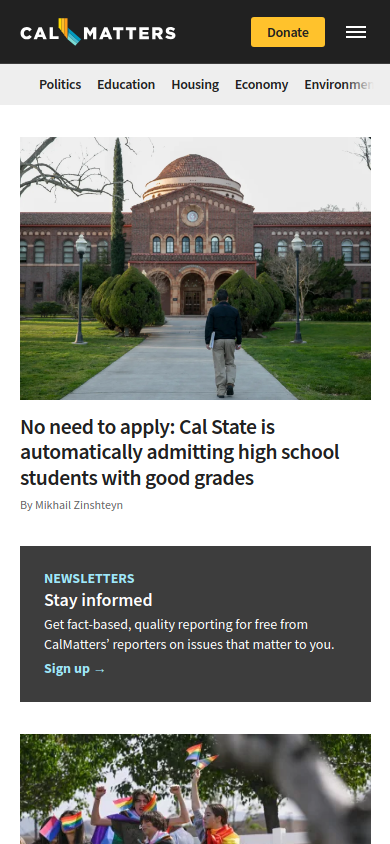 CAL MATTERS
Donate
Politics Education Housing Economy Environmen
No need to apply: Cal State is
automatically admitting high school
students with good grades
By Mikhail Zinshteyn
NEWSLETTERS
Stay informed
Get fact-based, quality reporting for free from
CalMatters’ reporters on issues that matter to you.
Sign up →